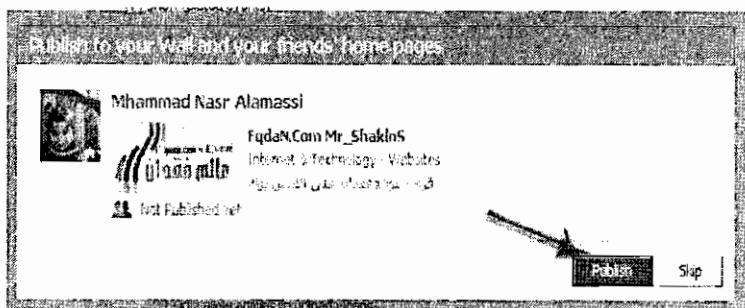 Publish to your Wall and your friends' home pages
Mhammad Nasr Alamassi
FqdaN.Com Mr_ShakInS
Internet & Technology - Websites
Not Published yet
Publish
Skip